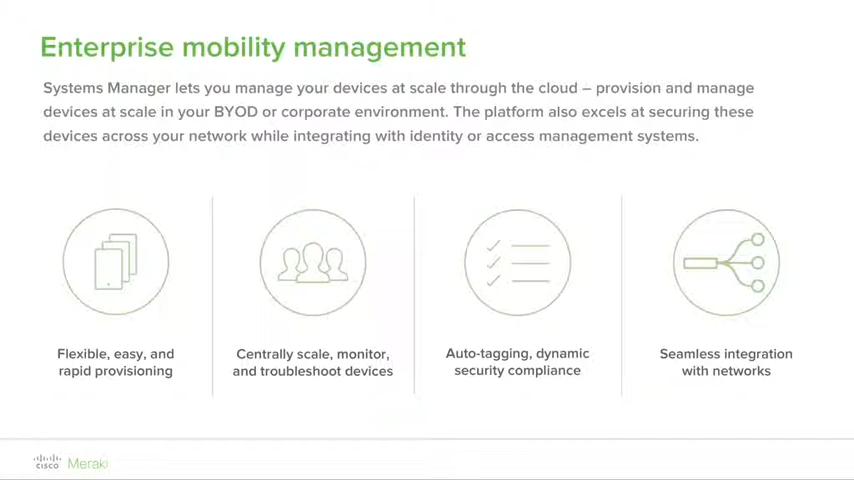 Enterprise mobility management
Systems Manager lets you manage your devices at scale through the cloud – provision and manage
devices at scale in your BYOD or corporate environment. The platform also excels at securing these
devices across your network while integrating with identity or access management systems.
Flexible, easy, and
rapid provisioning
Centrally scale, monitor,
and troubleshoot devices
Auto-tagging, dynamic
security compliance
Seamless integration
with networks
cisco Meraki